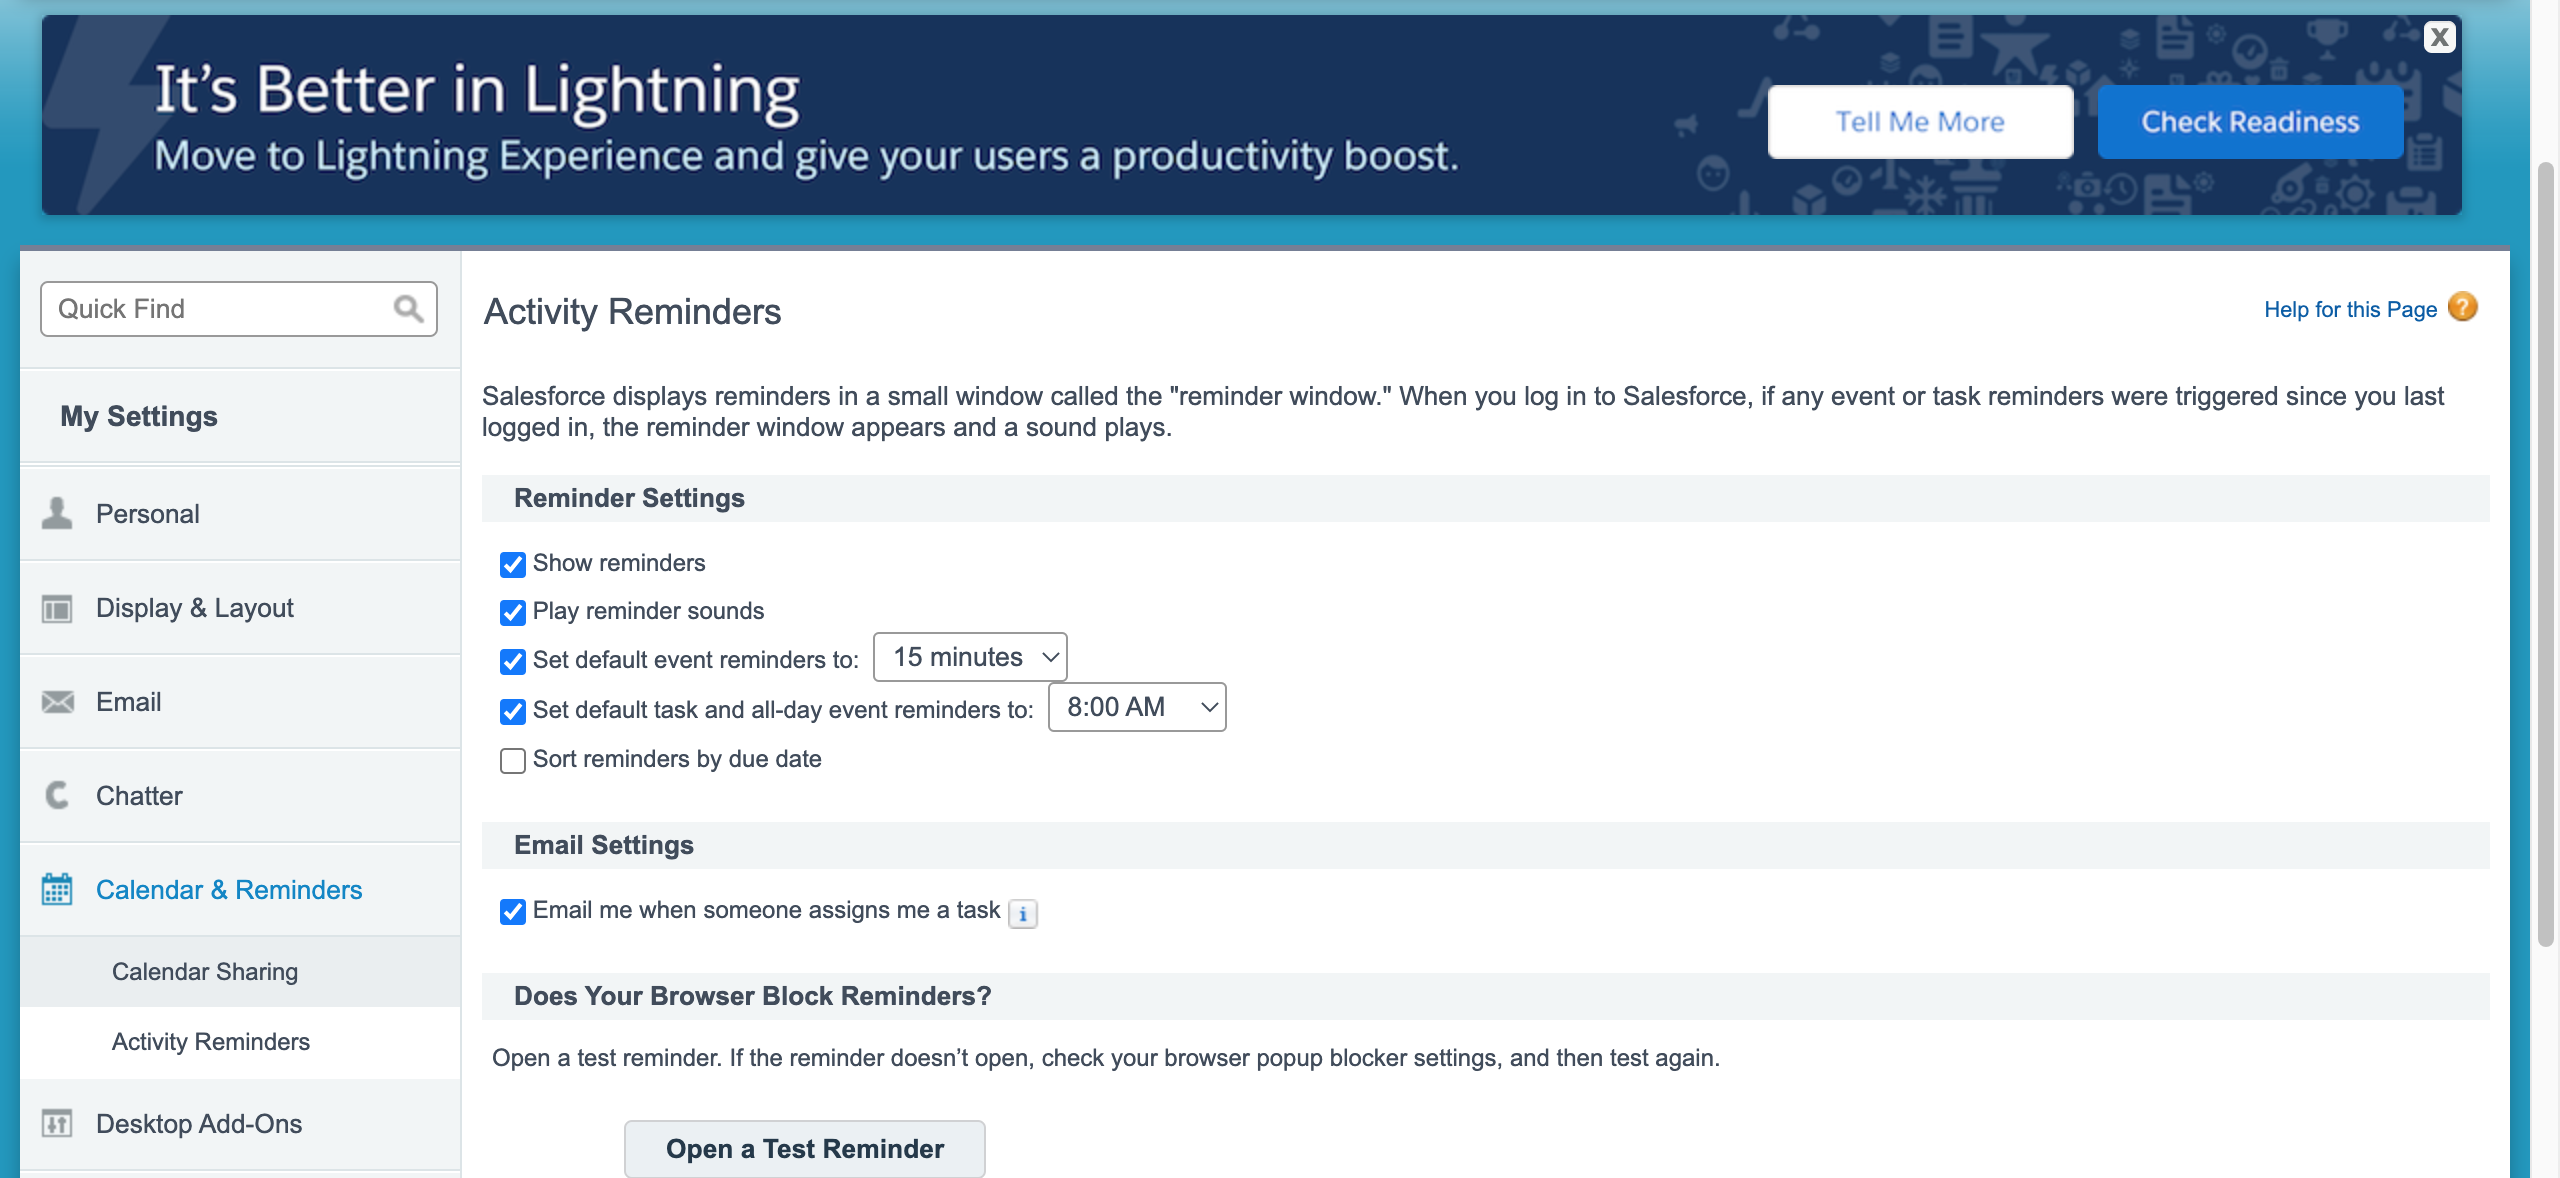 It's Better in Lightning
Move to Lightning Experience and give your users a productivity boost.
Tell Me More
Check Readiness
X
Quick Find
My Settings
Personal
Display & Layout
Email
Chatter
Calendar & Reminders
Calendar Sharing
Activity Reminders
Desktop Add-Ons
Activity Reminders
Help for this Page ?
Salesforce displays reminders in a small window called the "reminder window." When you log in to Salesforce, if any event or task reminders were triggered since you last
logged in, the reminder window appears and a sound plays.
Reminder Settings
Show reminders
Play reminder sounds
Set default event reminders to: 15 minutes
Set default task and all-day event reminders to: 8:00 AM
Sort reminders by due date
Email Settings
Email me when someone assigns me a task i
Does Your Browser Block Reminders?
Open a test reminder. If the reminder doesn’t open, check your browser popup blocker settings, and then test again.
Open a Test Reminder